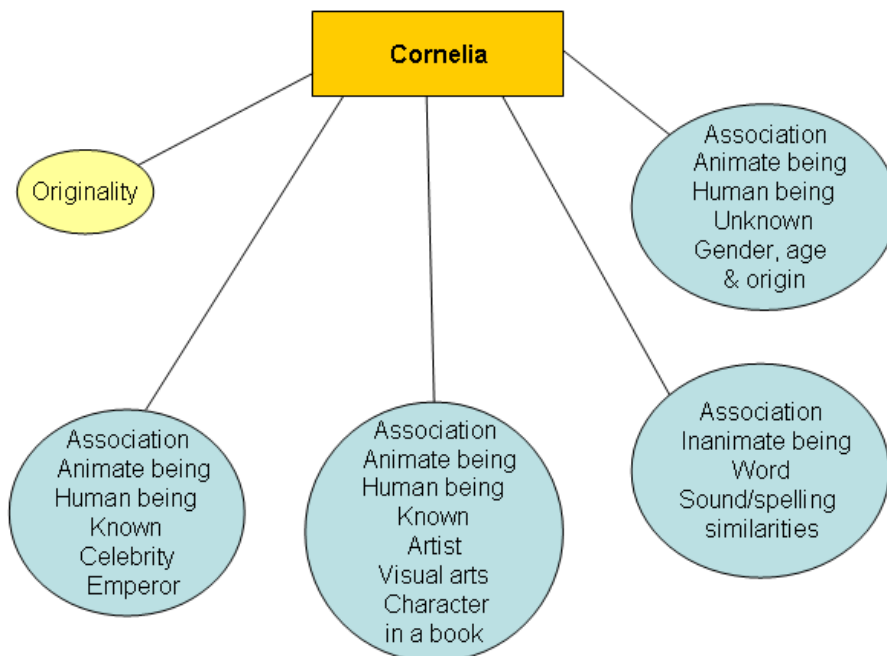 Cornelia
Originality
Association
Animate being
Human being
Unknown
Gender, age
& origin
Association
Animate being
Human being
Known
Celebrity
Emperor
Association
Animate being
Human being
Known
Artist
Visual arts
Character
in a book
Association
Inanimate being
Word
Sound/spelling
similarities